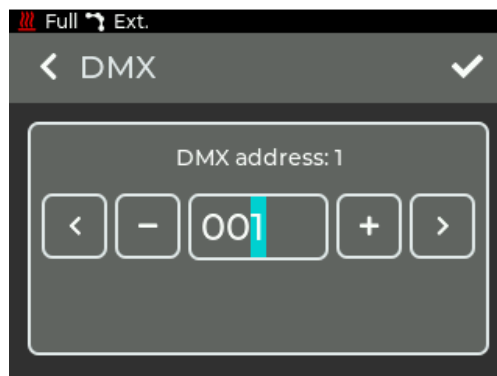 Full Ext.
DMX
DMX address: 1
< - 001 + >